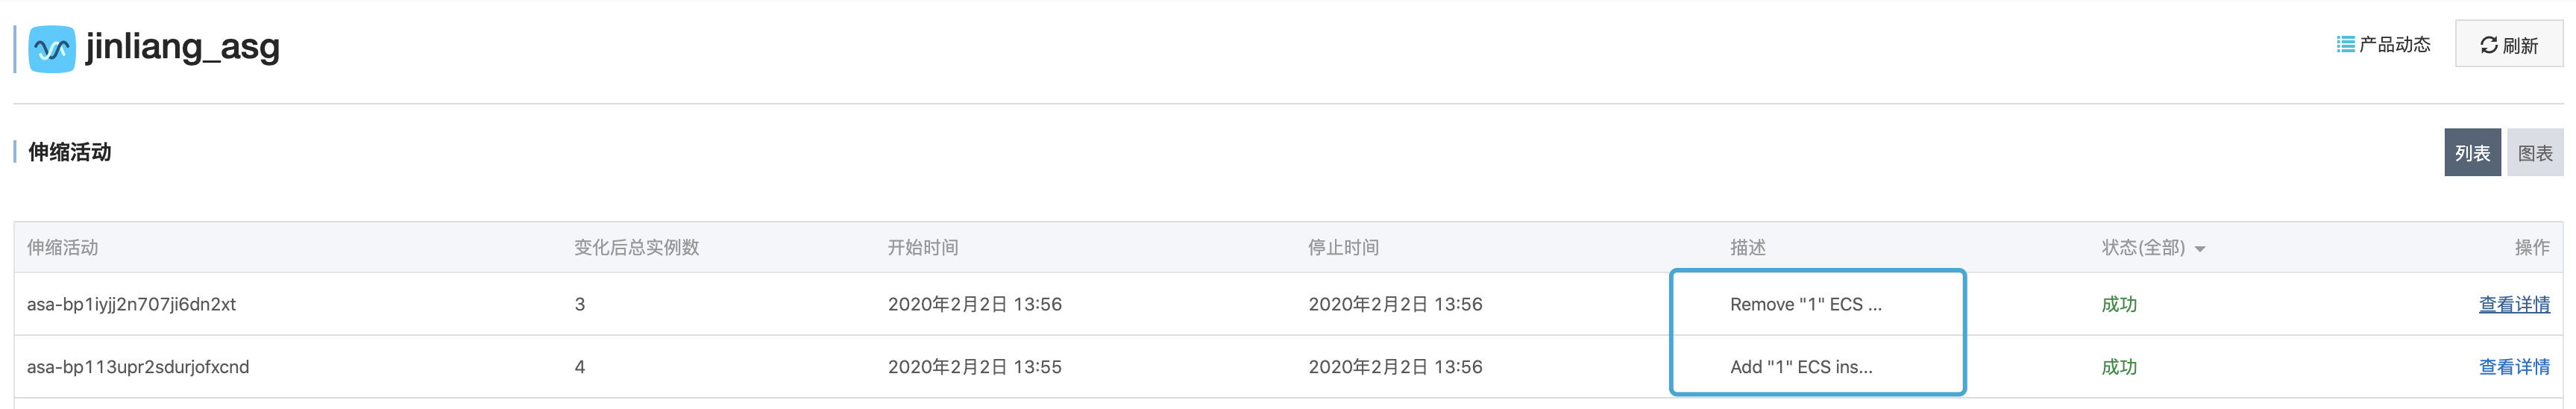 jinliang_asg
产品动态
刷新
伸缩活动
列表 图表
伸缩活动 变化后总实例数 开始时间 停止时间 描述 状态(全部) 操作
asa-bp1iyjj2n707ji6dn2xt 3 2020年2月2日 13:56 2020年2月2日 13:56 Remove "1" ECS ... 成功 查看详情
asa-bp113upr2sdurjofxcnd 4 2020年2月2日 13:55 2020年2月2日 13:56 Add "1" ECS ins... 成功 查看详情